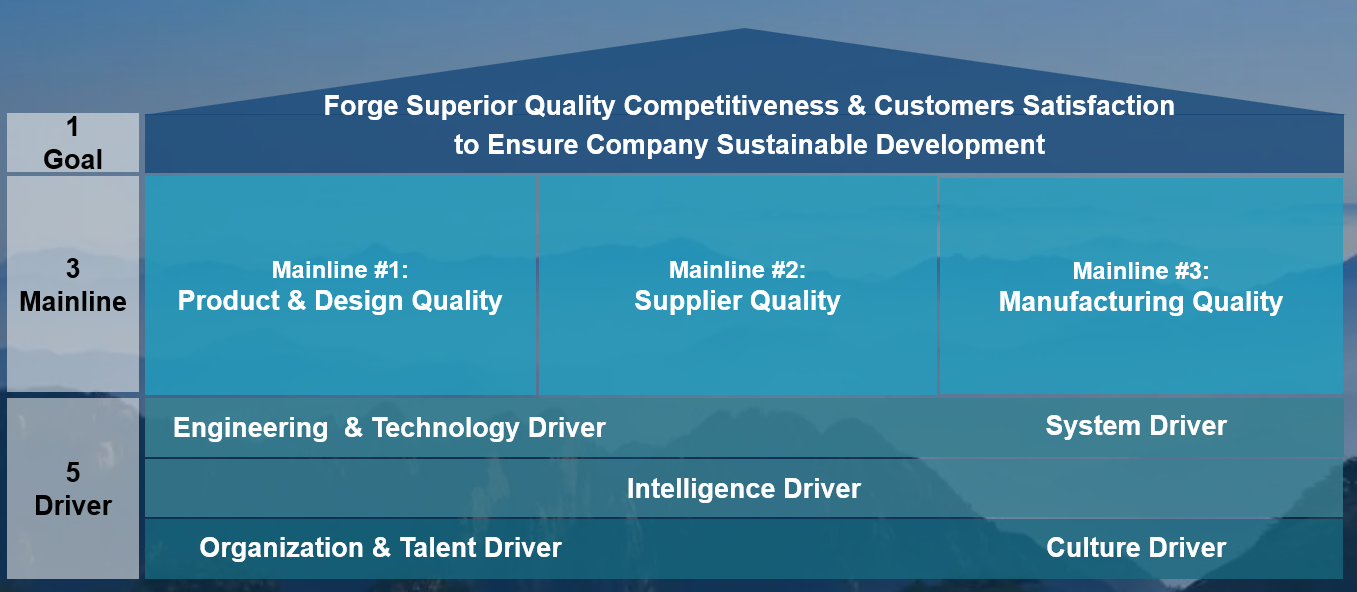 Forge Superior Quality Competitiveness & Customers Satisfaction
to Ensure Company Sustainable Development
1
Goal
3
Mainline
Mainline #1:
Product & Design Quality
Mainline #2:
Supplier Quality
Mainline #3:
Manufacturing Quality
5
Driver
Engineering  & Technology Driver
System Driver
Intelligence Driver
Organization & Talent Driver
Culture Driver